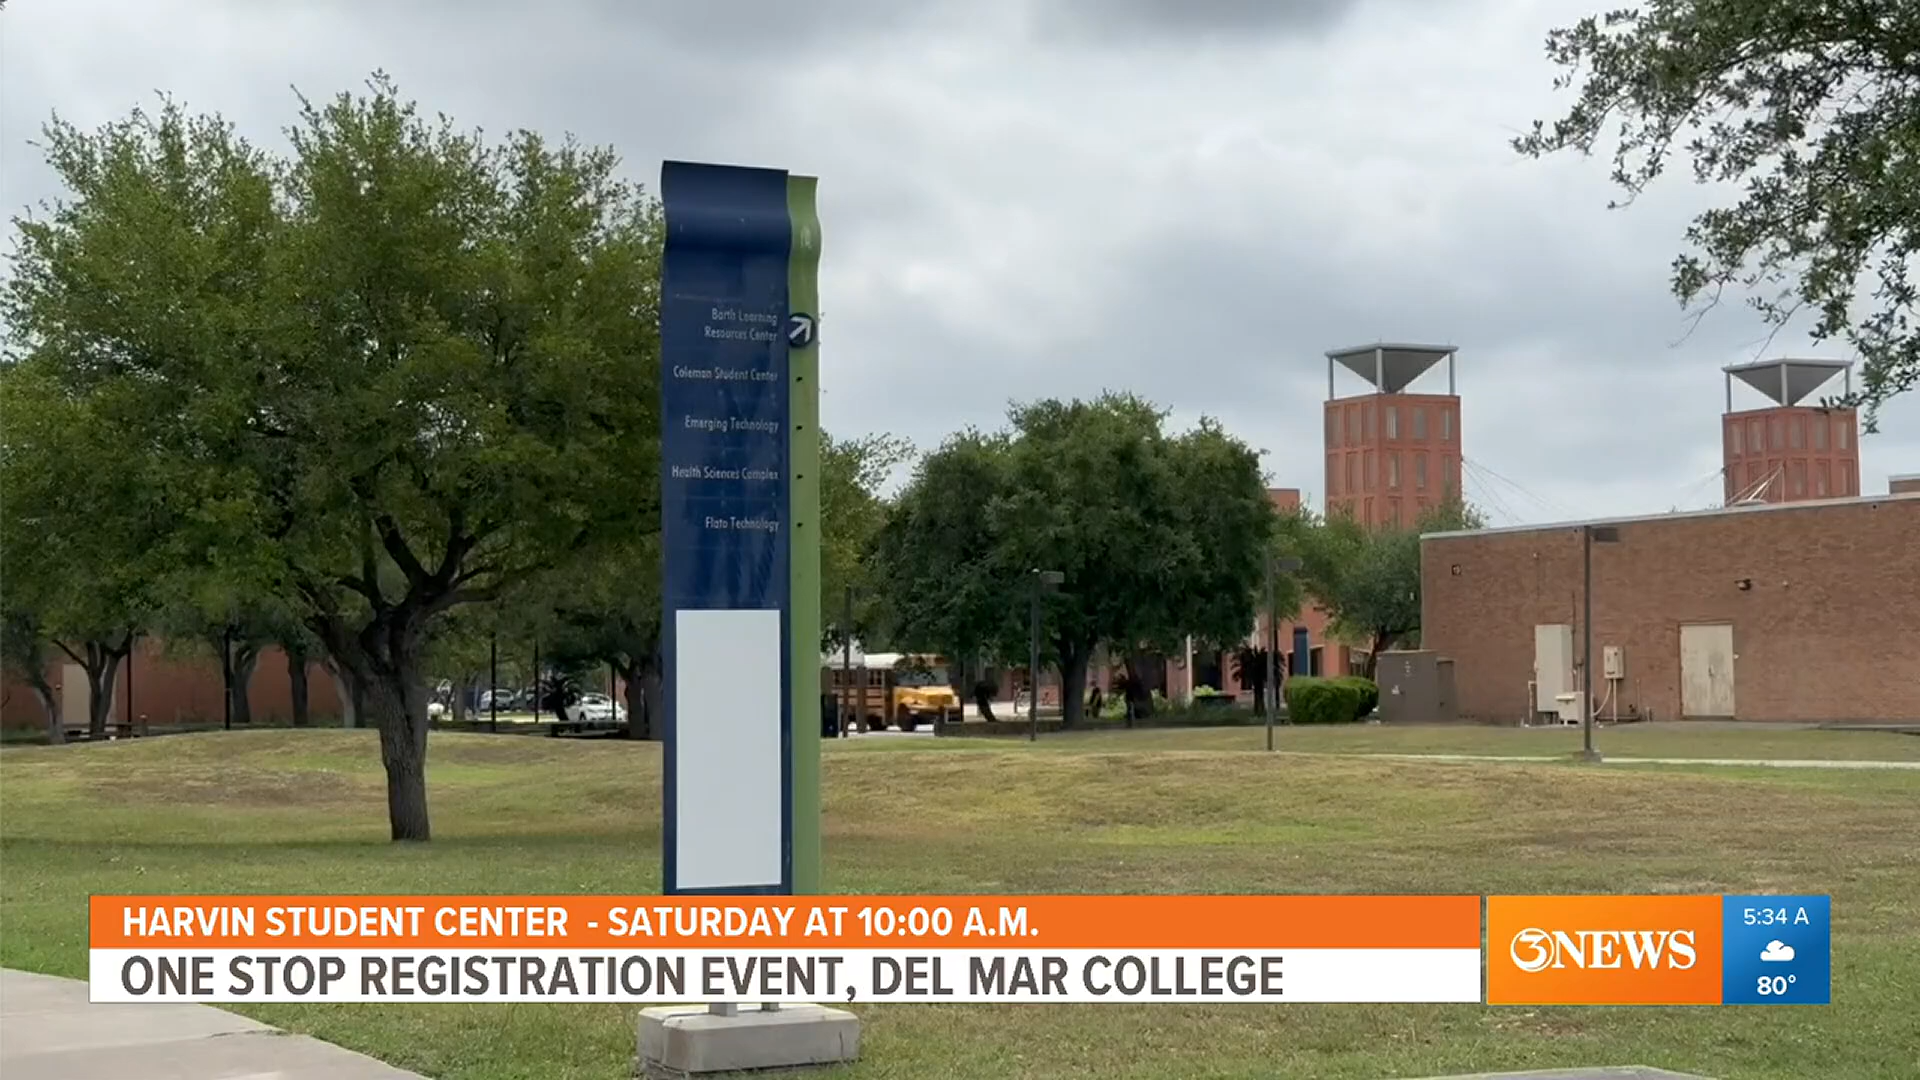 Barth Learning
Resources Center
Coleman Student Center
Emerging Technology
Health Sciences Complex
Flato Technology
HARVIN STUDENT CENTER - SATURDAY AT 10:00 A.M.
ONE STOP REGISTRATION EVENT, DEL MAR COLLEGE
3NEWS
5:34 A
80°